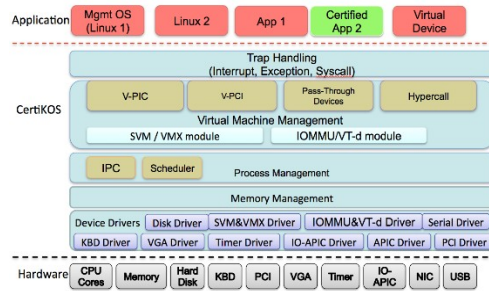 Application
Mgmt OS
(Linux 1)
Linux 2
App 1
Certified
App 2
Virtual
Device
Trap Handling
(Interrupt, Exception, Syscall)
CertiKOS
V-PIC
V-PCI
Pass-Through
Devices
Hypercall
Virtual Machine Management
SVM / VMX module
IOMMU/VT-d module
IPC
Scheduler
Process Management
Memory Management
Device Drivers
Disk Driver
SVM&VMX Driver
IOMMU&VT-d Driver
Serial Driver
KBD Driver
VGA Driver
Timer Driver
IO-APIC Driver
APIC Driver
PCI Driver
Hardware
CPU
Cores
Memory
Hard
Disk
KBD
PCI
VGA
Timer
IO-
APIC
NIC
USB